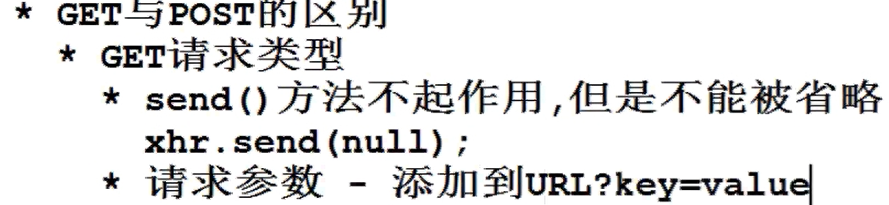 * GET与POST的区别
* GET请求类型
* send()方法不起作用,但是不能被省略
xhr.send(null);
* 请求参数 - 添加到URL?key=value